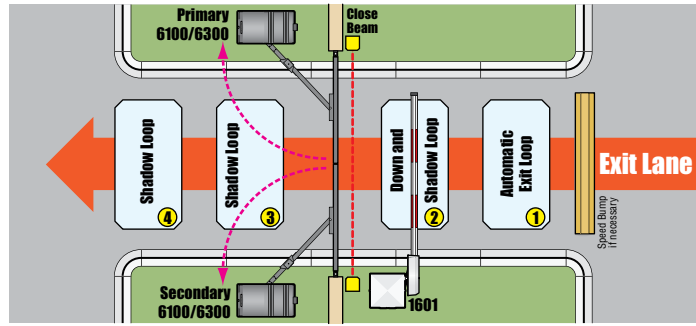 Primary
6100/6300
Close
Beam
Shadow Loop
4
Shadow Loop
3
Down and
Shadow Loop
2
Automatic
Exit Loop
1
Exit Lane
Speed Bump
if necessary
Secondary
6100/6300
1601